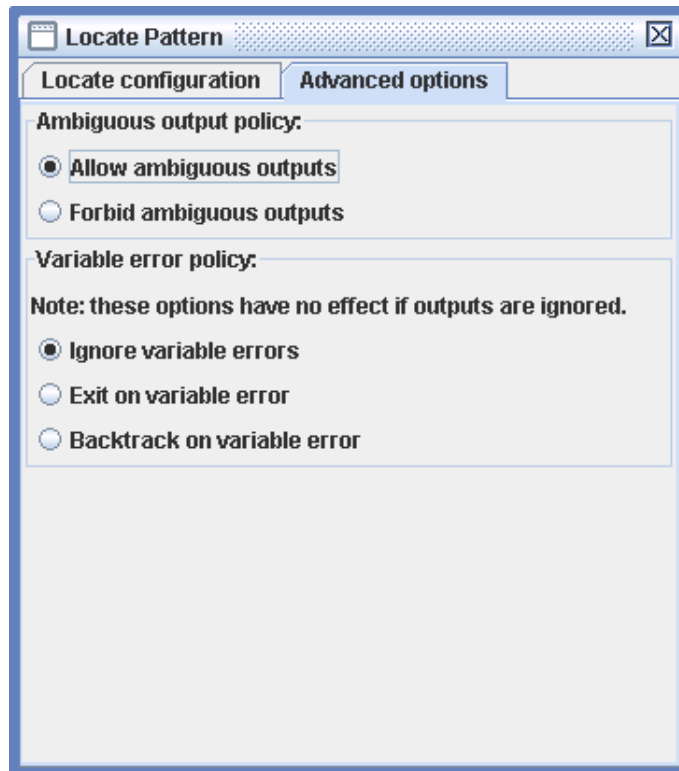 Locate Pattern
Locate configuration
Advanced options
Ambiguous output policy:
Allow ambiguous outputs
Forbid ambiguous outputs
Variable error policy:
Note: these options have no effect if outputs are ignored.
Ignore variable errors
Exit on variable error
Backtrack on variable error